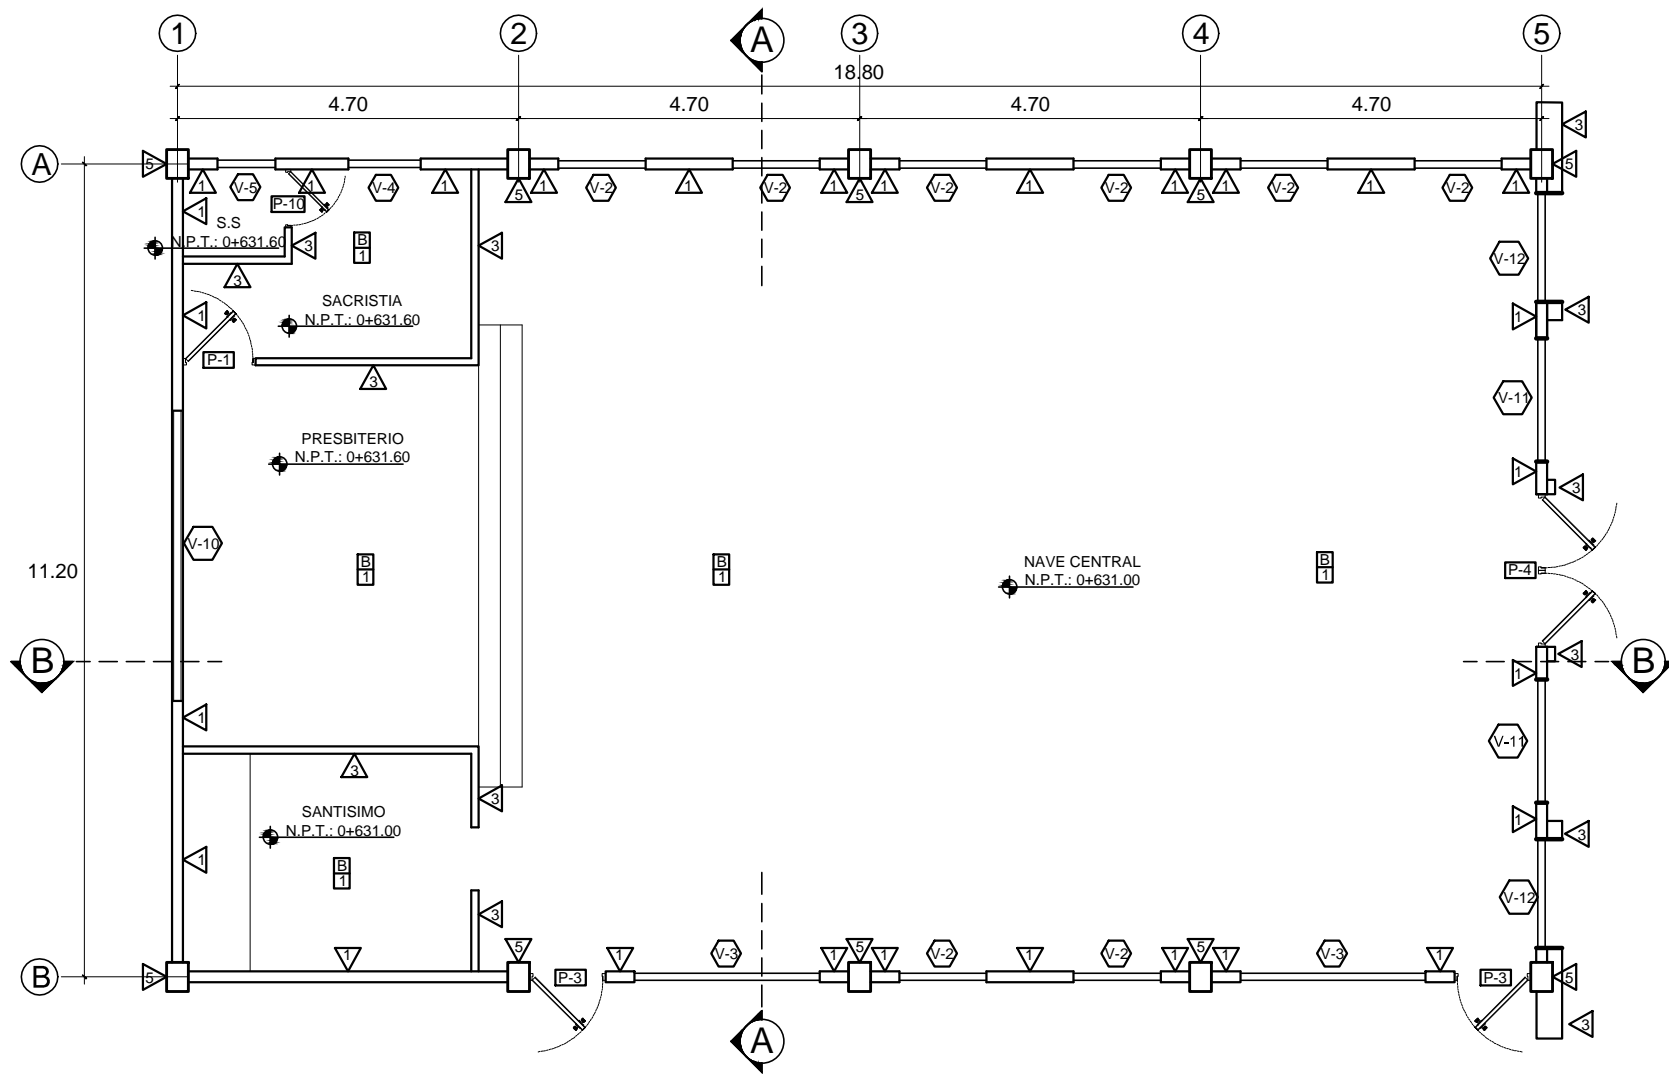 1 2 A 3 4 5
18.80
4.70 4.70 4.70 4.70
3
A 5 5
1 V-5 1 V-4 1 5 1 V-2 1 V-2 1 5 1 V-2 1 V-2 1 5 1 V-2 1 V-2 1
P-10
1
S.S
N.P.T.: 0+631.60
3 B 3
1
V-12
3
SACRISTIA
N.P.T.: 0+631.60
1 1 3
P-1
3
V-11
PRESBITERIO
N.P.T.: 0+631.60
1 3
V-10
11.20
B B B
1 1 1
NAVE CENTRAL
N.P.T.: 0+631.00
P-4
B 3 B
1
1
V-11
3
3
SANTISIMO
N.P.T.: 0+631.00
1 3
1
B
1
V-12
3
1 5 1 V-3 1 5 1 V-2 1 V-2 1 5 1 V-3 1
B 5 P-3 P-3 5
3
A